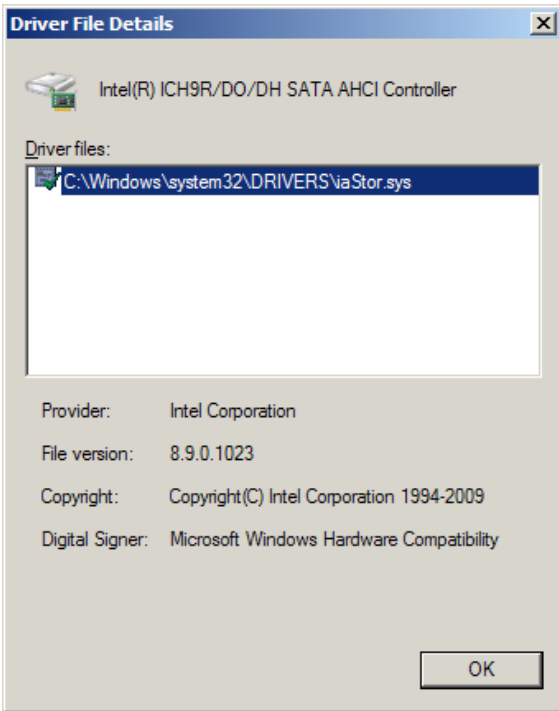 Driver File Details
Intel(R) ICH9R/DO/DH SATA AHCI Controller
Driver files:
C:\Windows\system32\DRIVERS\iaStor.sys
Provider: Intel Corporation
File version: 8.9.0.1023
Copyright: Copyright(C) Intel Corporation 1994-2009
Digital Signer: Microsoft Windows Hardware Compatibility
OK